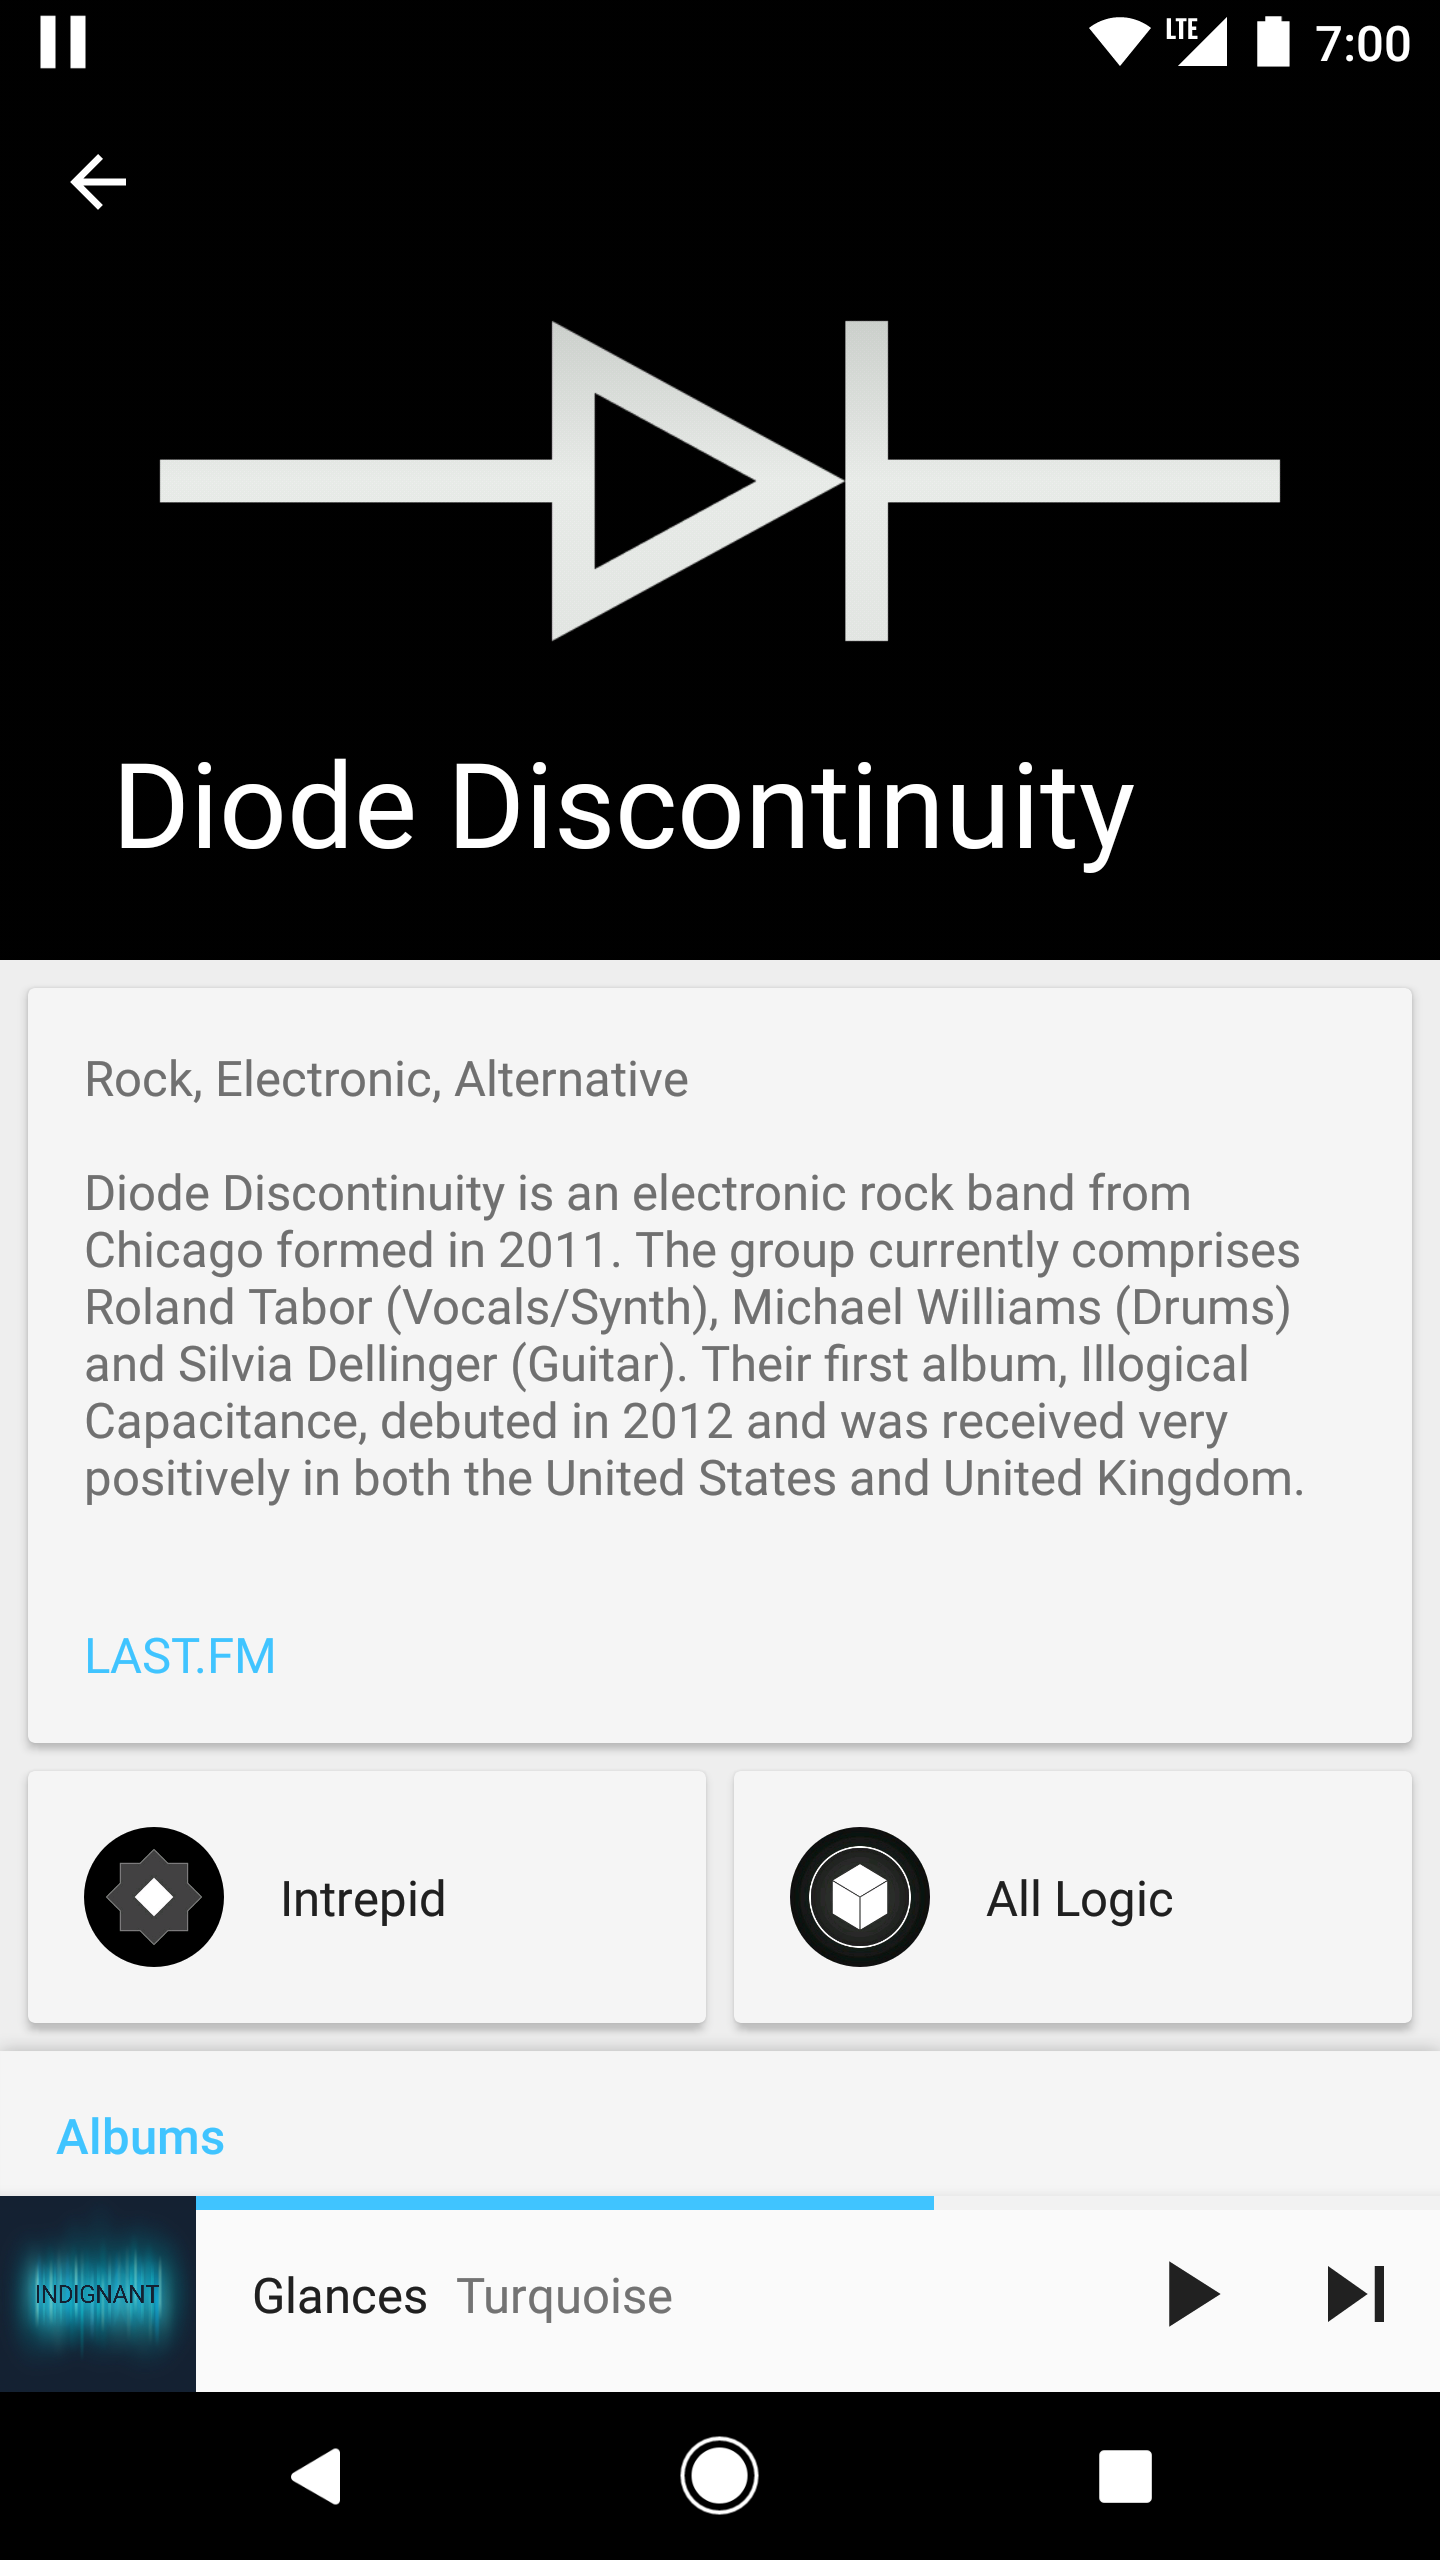 LTE 7:00
Diode Discontinuity
Rock, Electronic, Alternative
Diode Discontinuity is an electronic rock band from
Chicago formed in 2011. The group currently comprises
Roland Tabor (Vocals/Synth), Michael Williams (Drums)
and Silvia Dellinger (Guitar). Their first album, Illogical
Capacitance, debuted in 2012 and was received very
positively in both the United States and United Kingdom.
LAST.FM
Intrepid
All Logic
Albums
INDIGNANT
Glances Turquoise